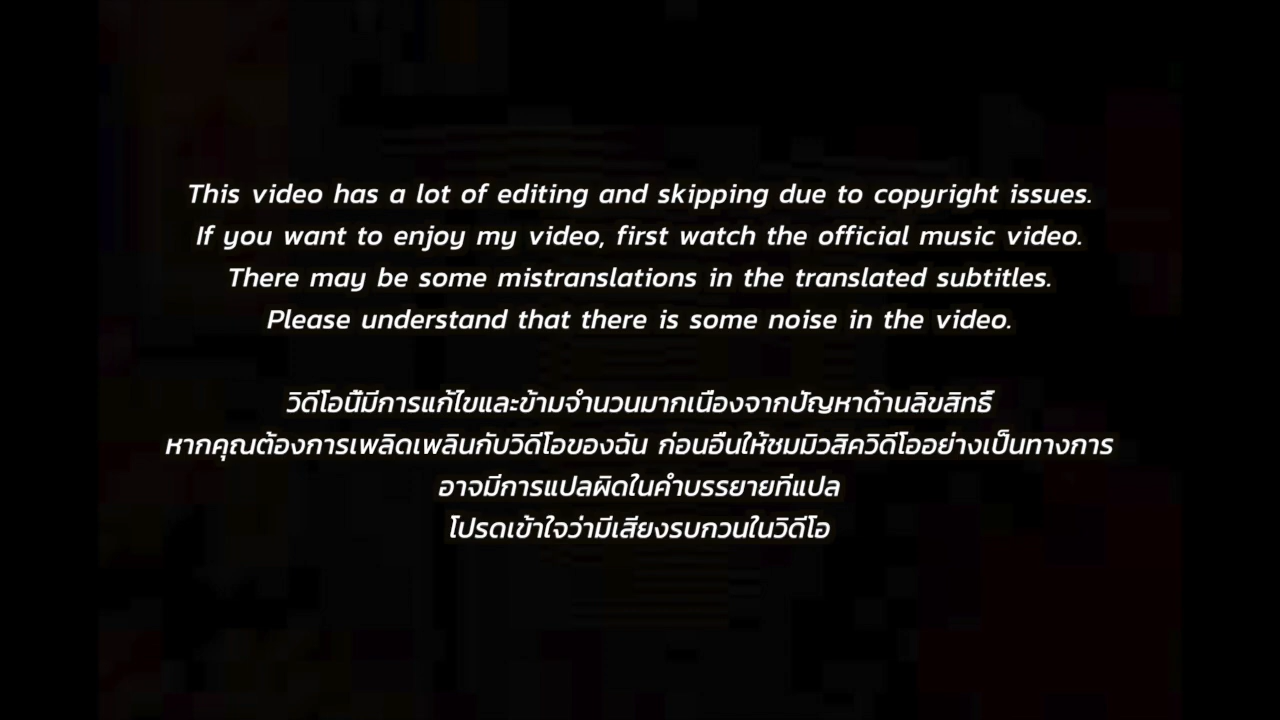 This video has a lot of editing and skipping due to copyright issues.
If you want to enjoy my video, first watch the official music video.
There may be some mistranslations in the translated subtitles.
Please understand that there is some noise in the video.
วิดีโอนี้มีการแก้ไขและข้ามจำนวนมากเนื่องจากปัญหาด้านลิขสิทธิ์
หากคุณต้องการเพลิดเพลินกับวิดีโอของฉัน ก่อนอื่นให้ชมมิวสิควิดีโออย่างเป็นทางการ
อาจมีการแปลผิดในคำบรรยายที่แปล
โปรดเข้าใจว่ามีเสียงรบกวนในวิดีโอ